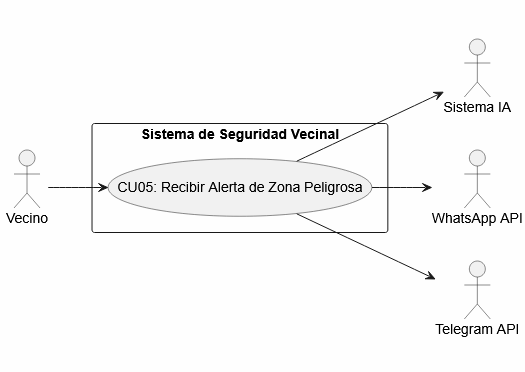 Sistema IA
Sistema de Seguridad Vecinal
CU05: Recibir Alerta de Zona Peligrosa
Vecino
WhatsApp API
Telegram API